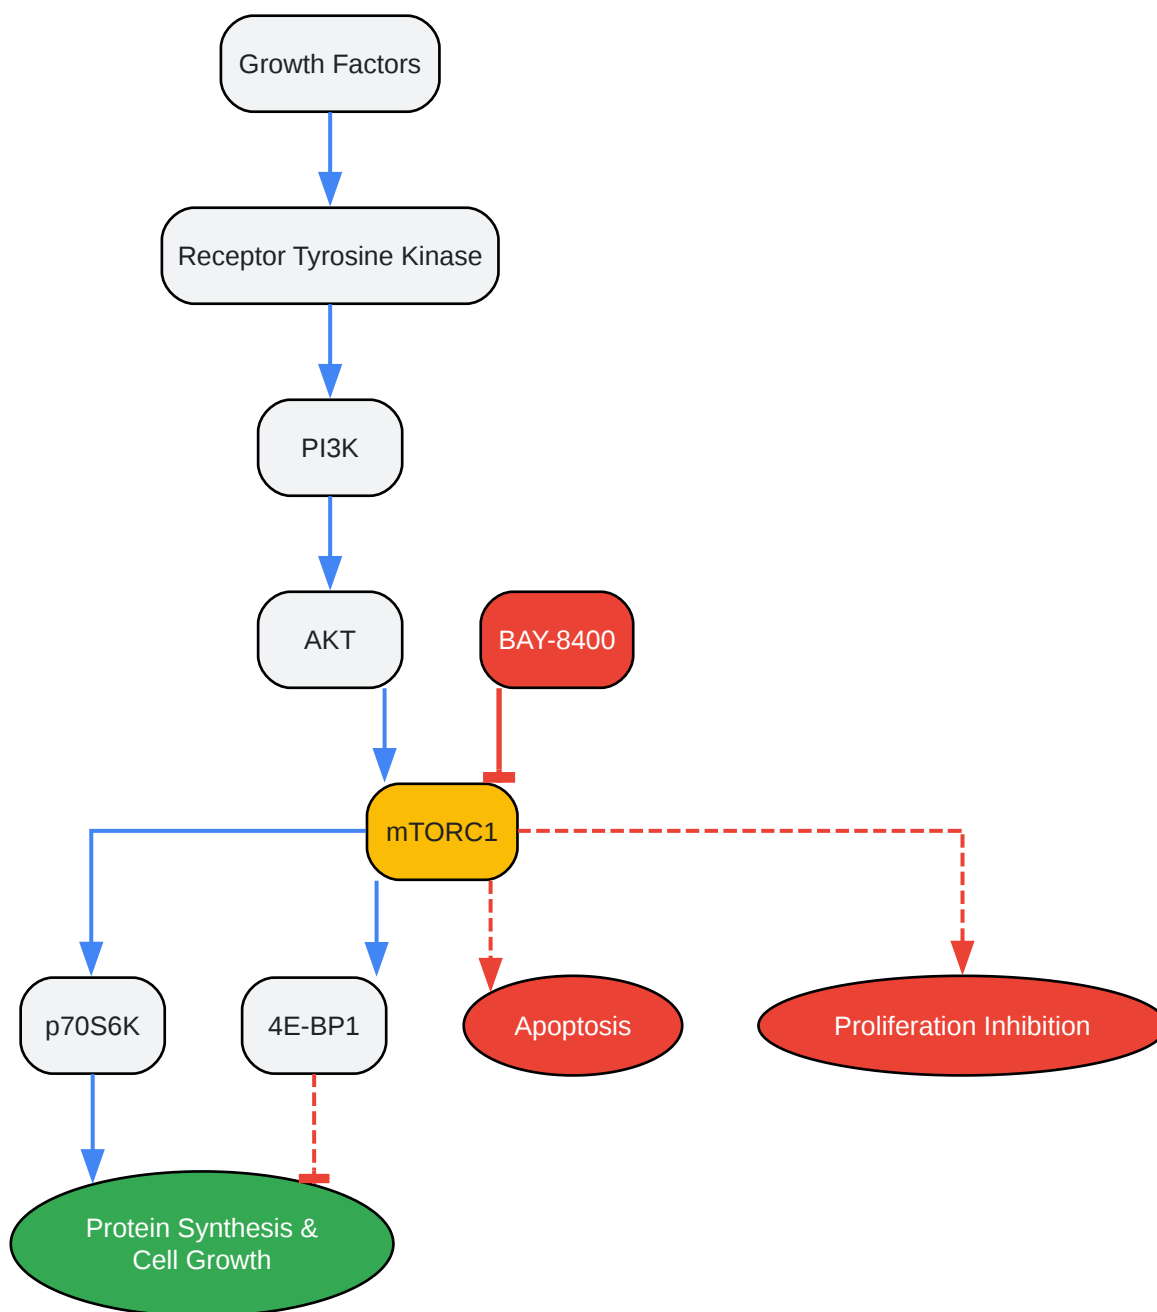 Growth Factors
Receptor Tyrosine Kinase
PI3K
AKT
BAY-8400
mTORC1
p70S6K
4E-BP1
Apoptosis
Proliferation Inhibition
Protein Synthesis &
Cell Growth